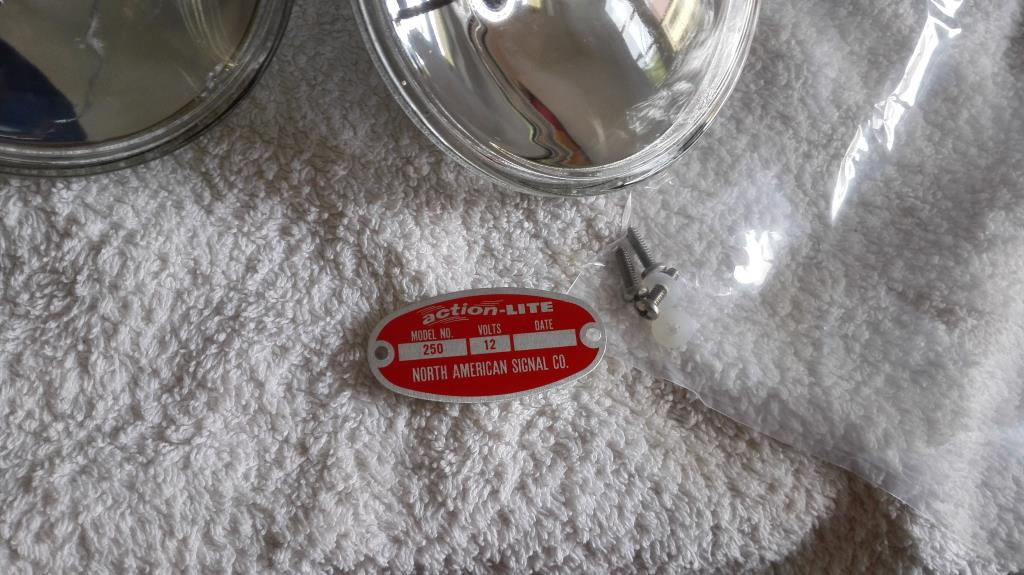 action-LITE
MODEL NO. VOLTS DATE
250 12
NORTH AMERICAN SIGNAL CO.